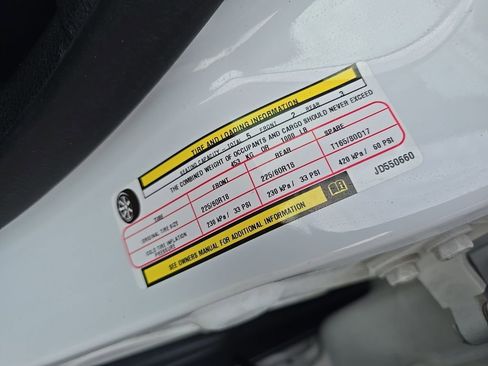 TIRE AND LOADING INFORMATION
SEATING CAPACITY TOTAL 5 FRONT 2 REAR 3
THE COMBINED WEIGHT OF OCCUPANTS AND CARGO SHOULD NEVER EXCEED
453 KG OR 1000 LB
TIRE FRONT REAR SPARE
ORIGINAL TIRE SIZE 225/60R18 225/60R18 T165/80D17
COLD TIRE INFLATION PRESSURE 230 kPa / 33 PSI 230 kPa / 33 PSI 420 kPa / 60 PSI
SEE OWNERS MANUAL FOR ADDITIONAL INFORMATION
JD550660